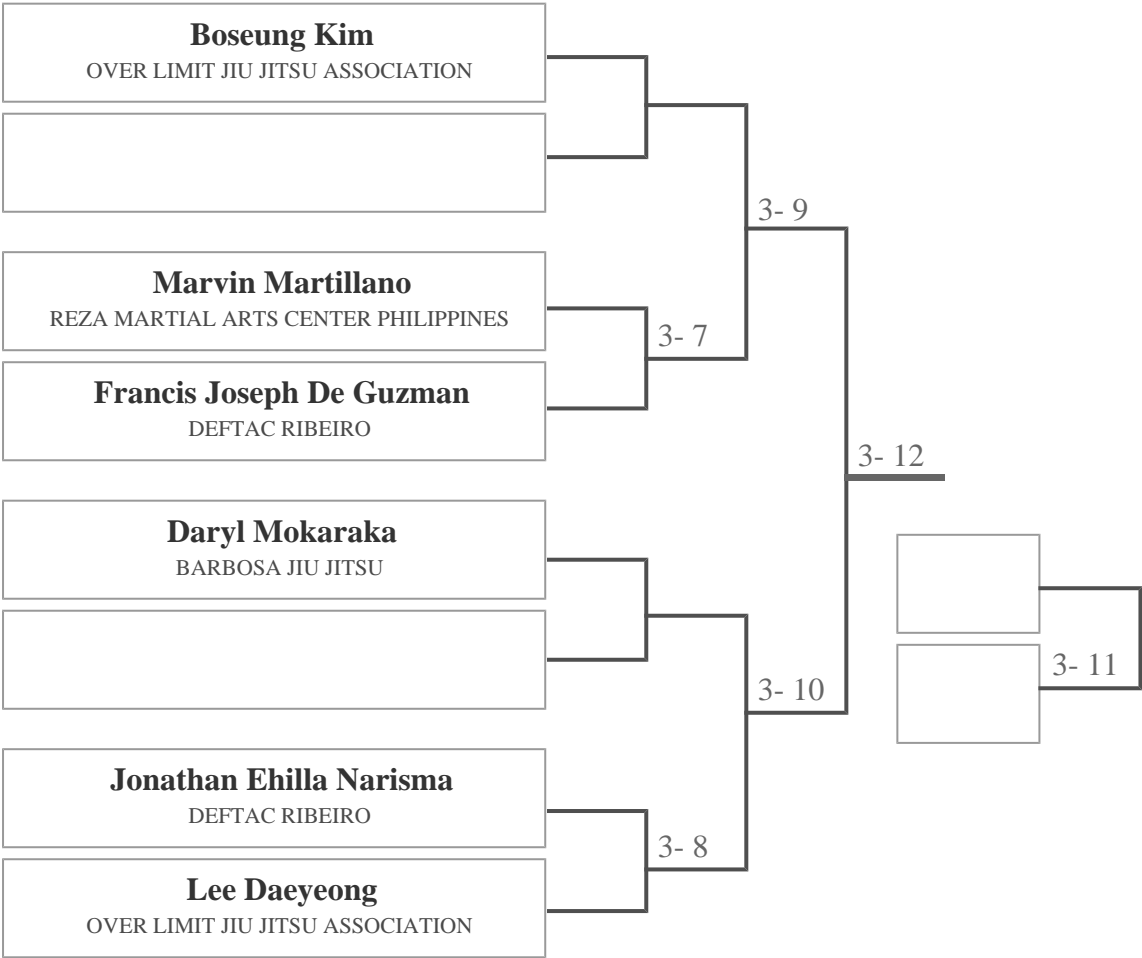 Boseung Kim
OVER LIMIT JIU JITSU ASSOCIATION
3- 9
Marvin Martillano
REZA MARTIAL ARTS CENTER PHILIPPINES
3- 7
Francis Joseph De Guzman
DEFTAC RIBEIRO
3- 12
Daryl Mokaraka
BARBOSA JIU JITSU
3- 11
3- 10
Jonathan Ehilla Narisma
DEFTAC RIBEIRO
3- 8
Lee Daeyeong
OVER LIMIT JIU JITSU ASSOCIATION